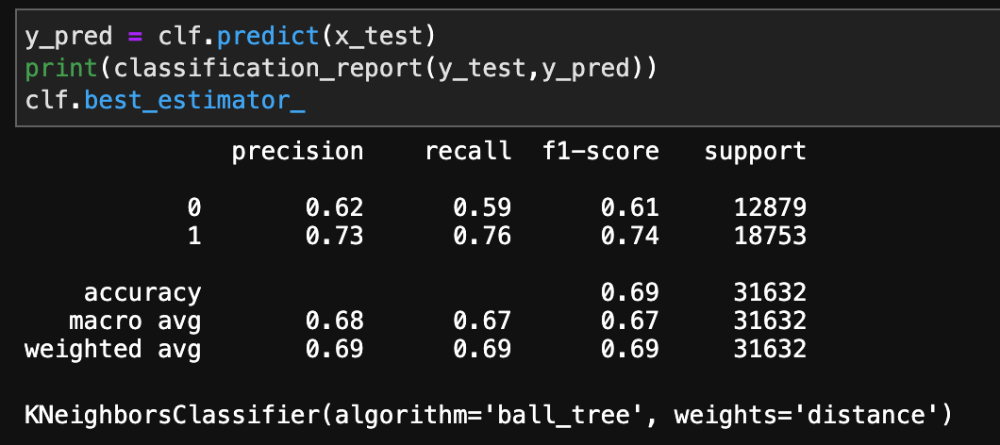 y_pred = clf.predict(x_test)
print(classification_report(y_test,y_pred))
clf.best_estimator_
precision recall f1-score support
0 0.62 0.59 0.61 12879
1 0.73 0.76 0.74 18753
accuracy 0.69 31632
macro avg 0.68 0.67 0.67 31632
weighted avg 0.69 0.69 0.69 31632
KNeighborsClassifier(algorithm='ball_tree', weights='distance')